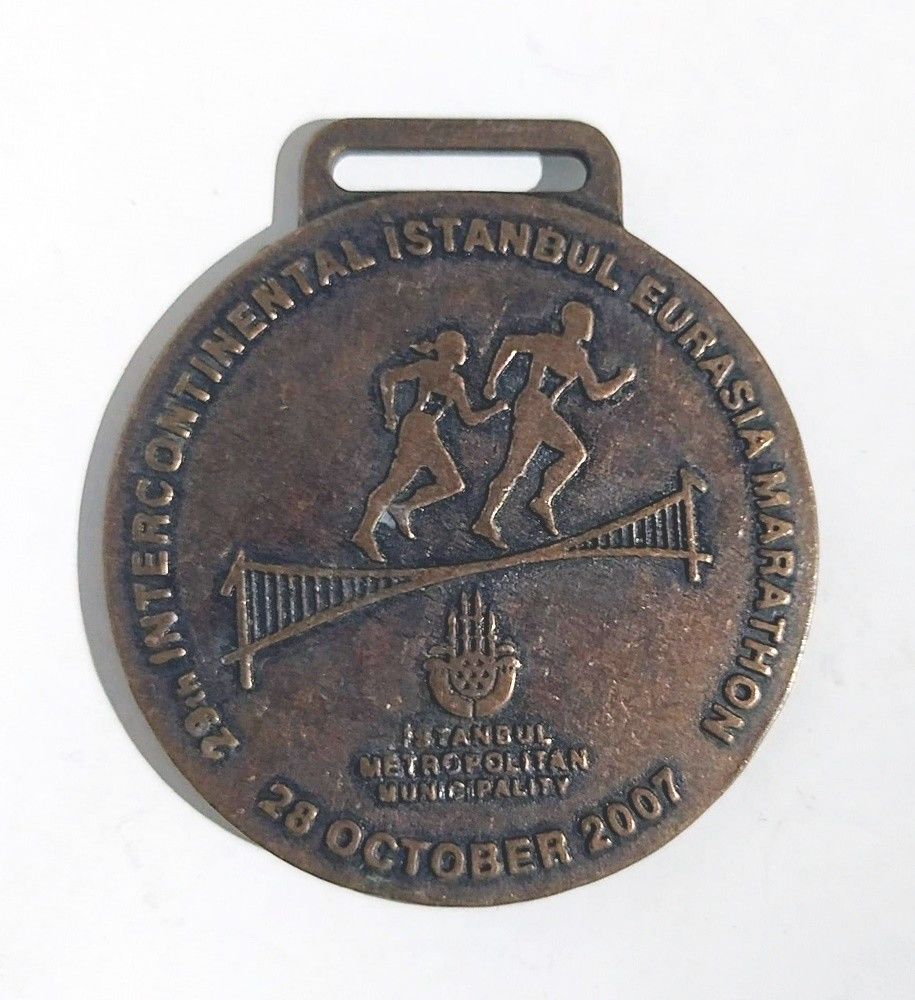 29th INTERCONTINENTAL İSTANBUL EURASIA MARATHON
İSTANBUL
METROPOLITAN
MUNICIPALITY
28 OCTOBER 2007